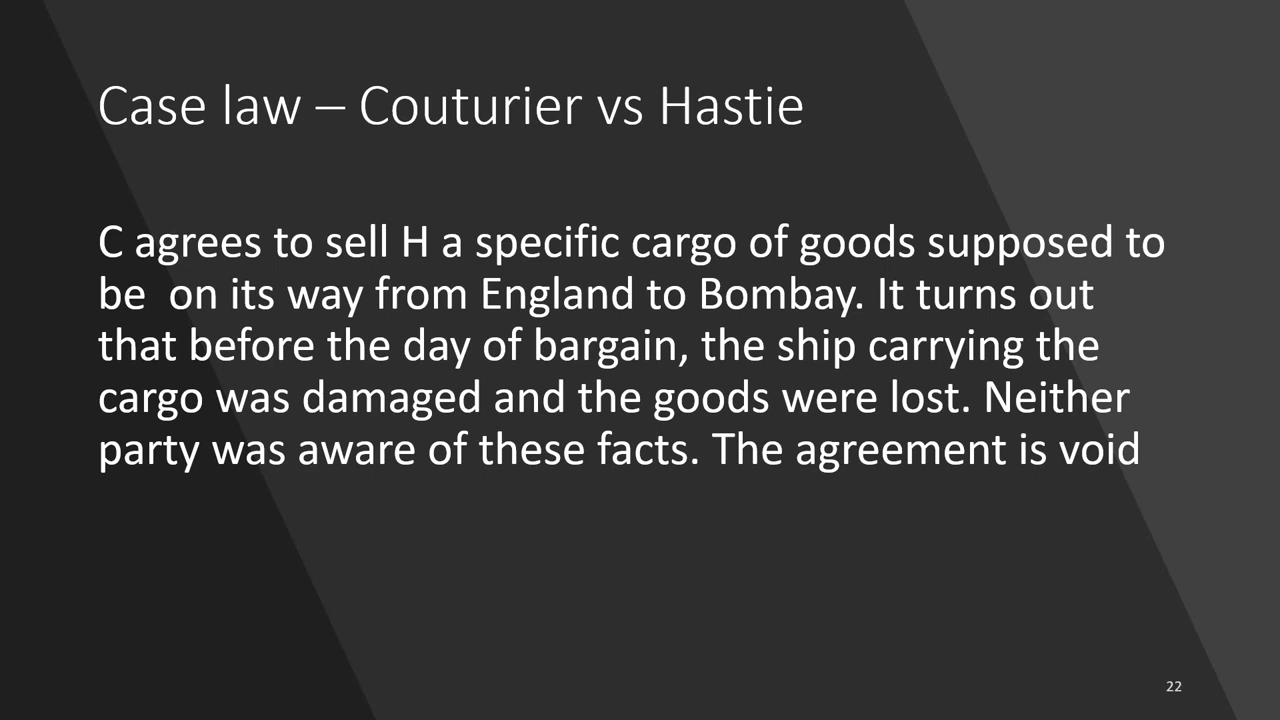 Case law – Couturier vs Hastie
C agrees to sell H a specific cargo of goods supposed to
be  on its way from England to Bombay. It turns out
that before the day of bargain, the ship carrying the
cargo was damaged and the goods were lost. Neither
party was aware of these facts. The agreement is void
22